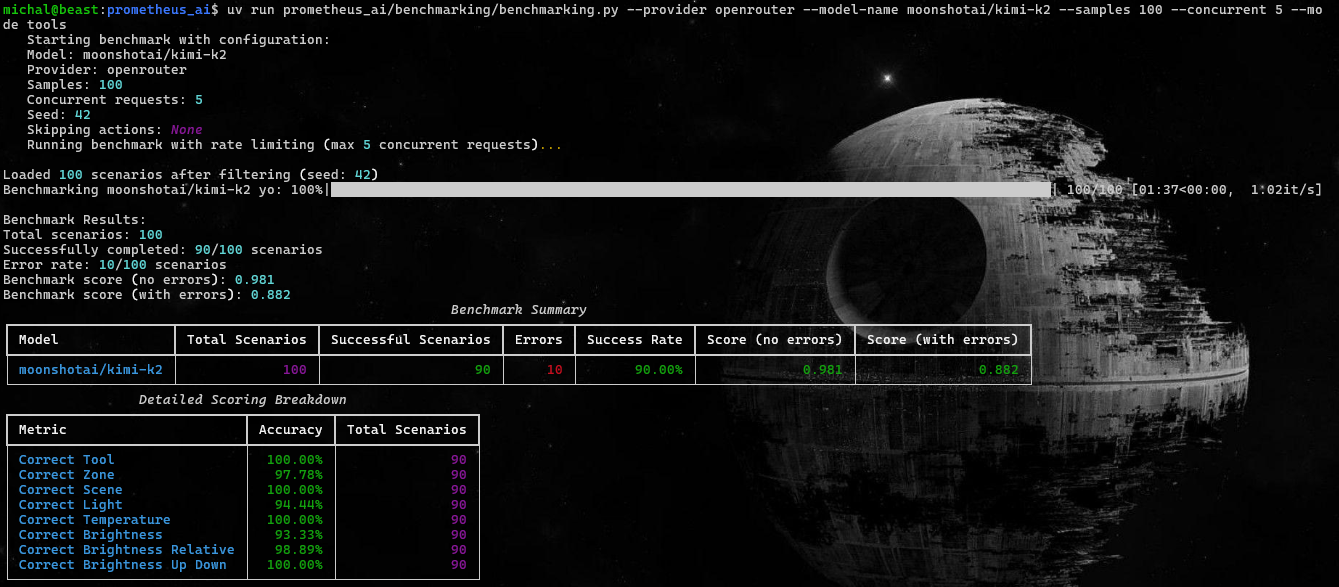 michal@beast:prometheus_ai$ uv run prometheus_ai/benchmarking/benchmarking.py --provider openrouter --model-name moonshotai/kimi-k2 --samples 100 --concurrent 5 --mo
de tools
Starting benchmark with configuration:
Model: moonshotai/kimi-k2
Provider: openrouter
Samples: 100
Concurrent requests: 5
Seed: 42
Skipping actions: None
Running benchmark with rate limiting (max 5 concurrent requests)...
Loaded 100 scenarios after filtering (seed: 42)
Benchmarking moonshotai/kimi-k2 yo: 100%| | 100/100 [01:37<00:00, 1.02it/s]
Benchmark Results:
Total scenarios: 100
Successfully completed: 90/100 scenarios
Error rate: 10/100 scenarios
Benchmark score (no errors): 0.981
Benchmark score (with errors): 0.882
Benchmark Summary
Model Total Scenarios Successful Scenarios Errors Success Rate Score (no errors) Score (with errors)
moonshotai/kimi-k2 100 90 10 90.00% 0.981 0.882
Detailed Scoring Breakdown
Metric Accuracy Total Scenarios
Correct Tool 100.00% 90
Correct Zone 97.78% 90
Correct Scene 100.00% 90
Correct Light 94.44% 90
Correct Temperature 100.00% 90
Correct Brightness 93.33% 90
Correct Brightness Relative 98.89% 90
Correct Brightness Up Down 100.00% 90